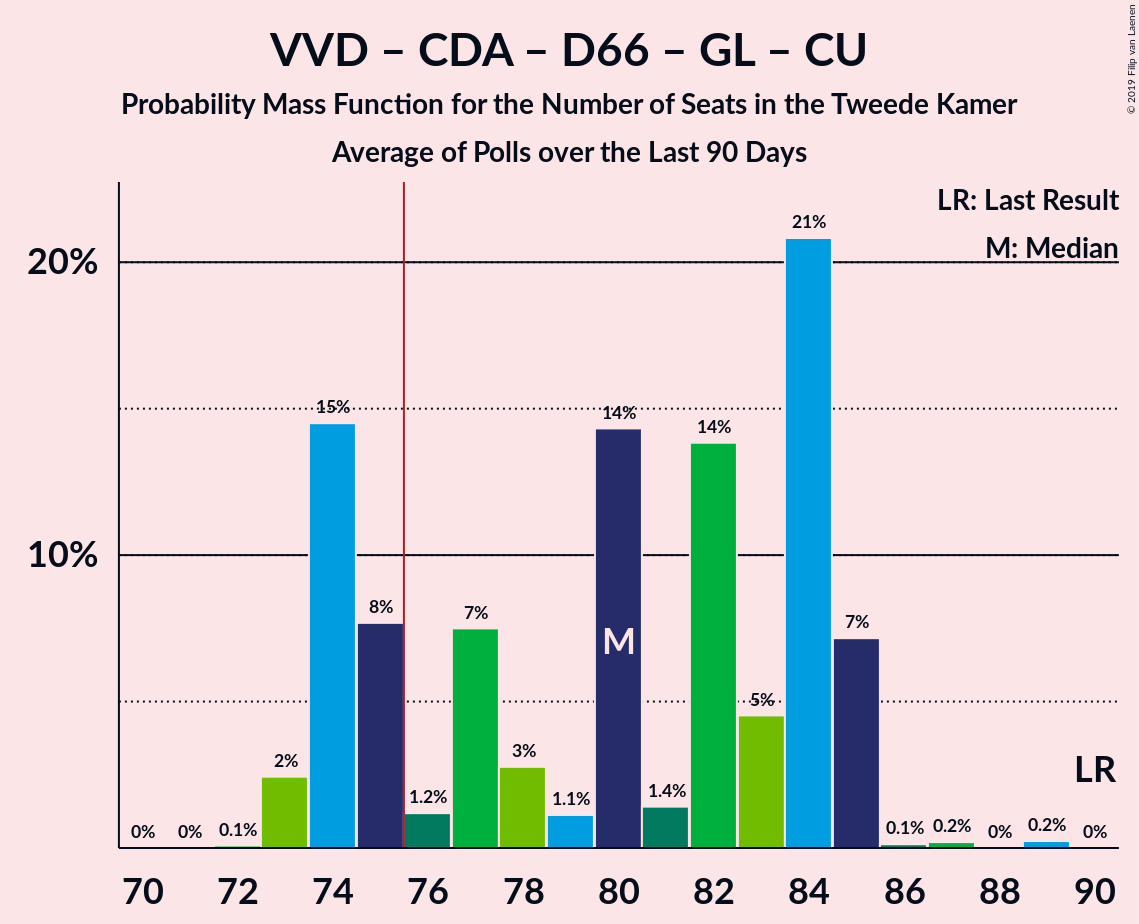 VVD – CDA – D66 – GL – CU
Probability Mass Function for the Number of Seats in the Tweede Kamer
Average of Polls over the Last 90 Days
© 2019 Filip van Laenen
LR: Last Result
M: Median
20%
10%
0%
0%
0.1%
2%
15%
8%
1.2%
7%
3%
1.1%
14%
1.4%
14%
5%
21%
7%
0.1%
0.2%
0%
0.2%
0%
M
LR
70 72 74 76 78 80 82 84 86 88 90